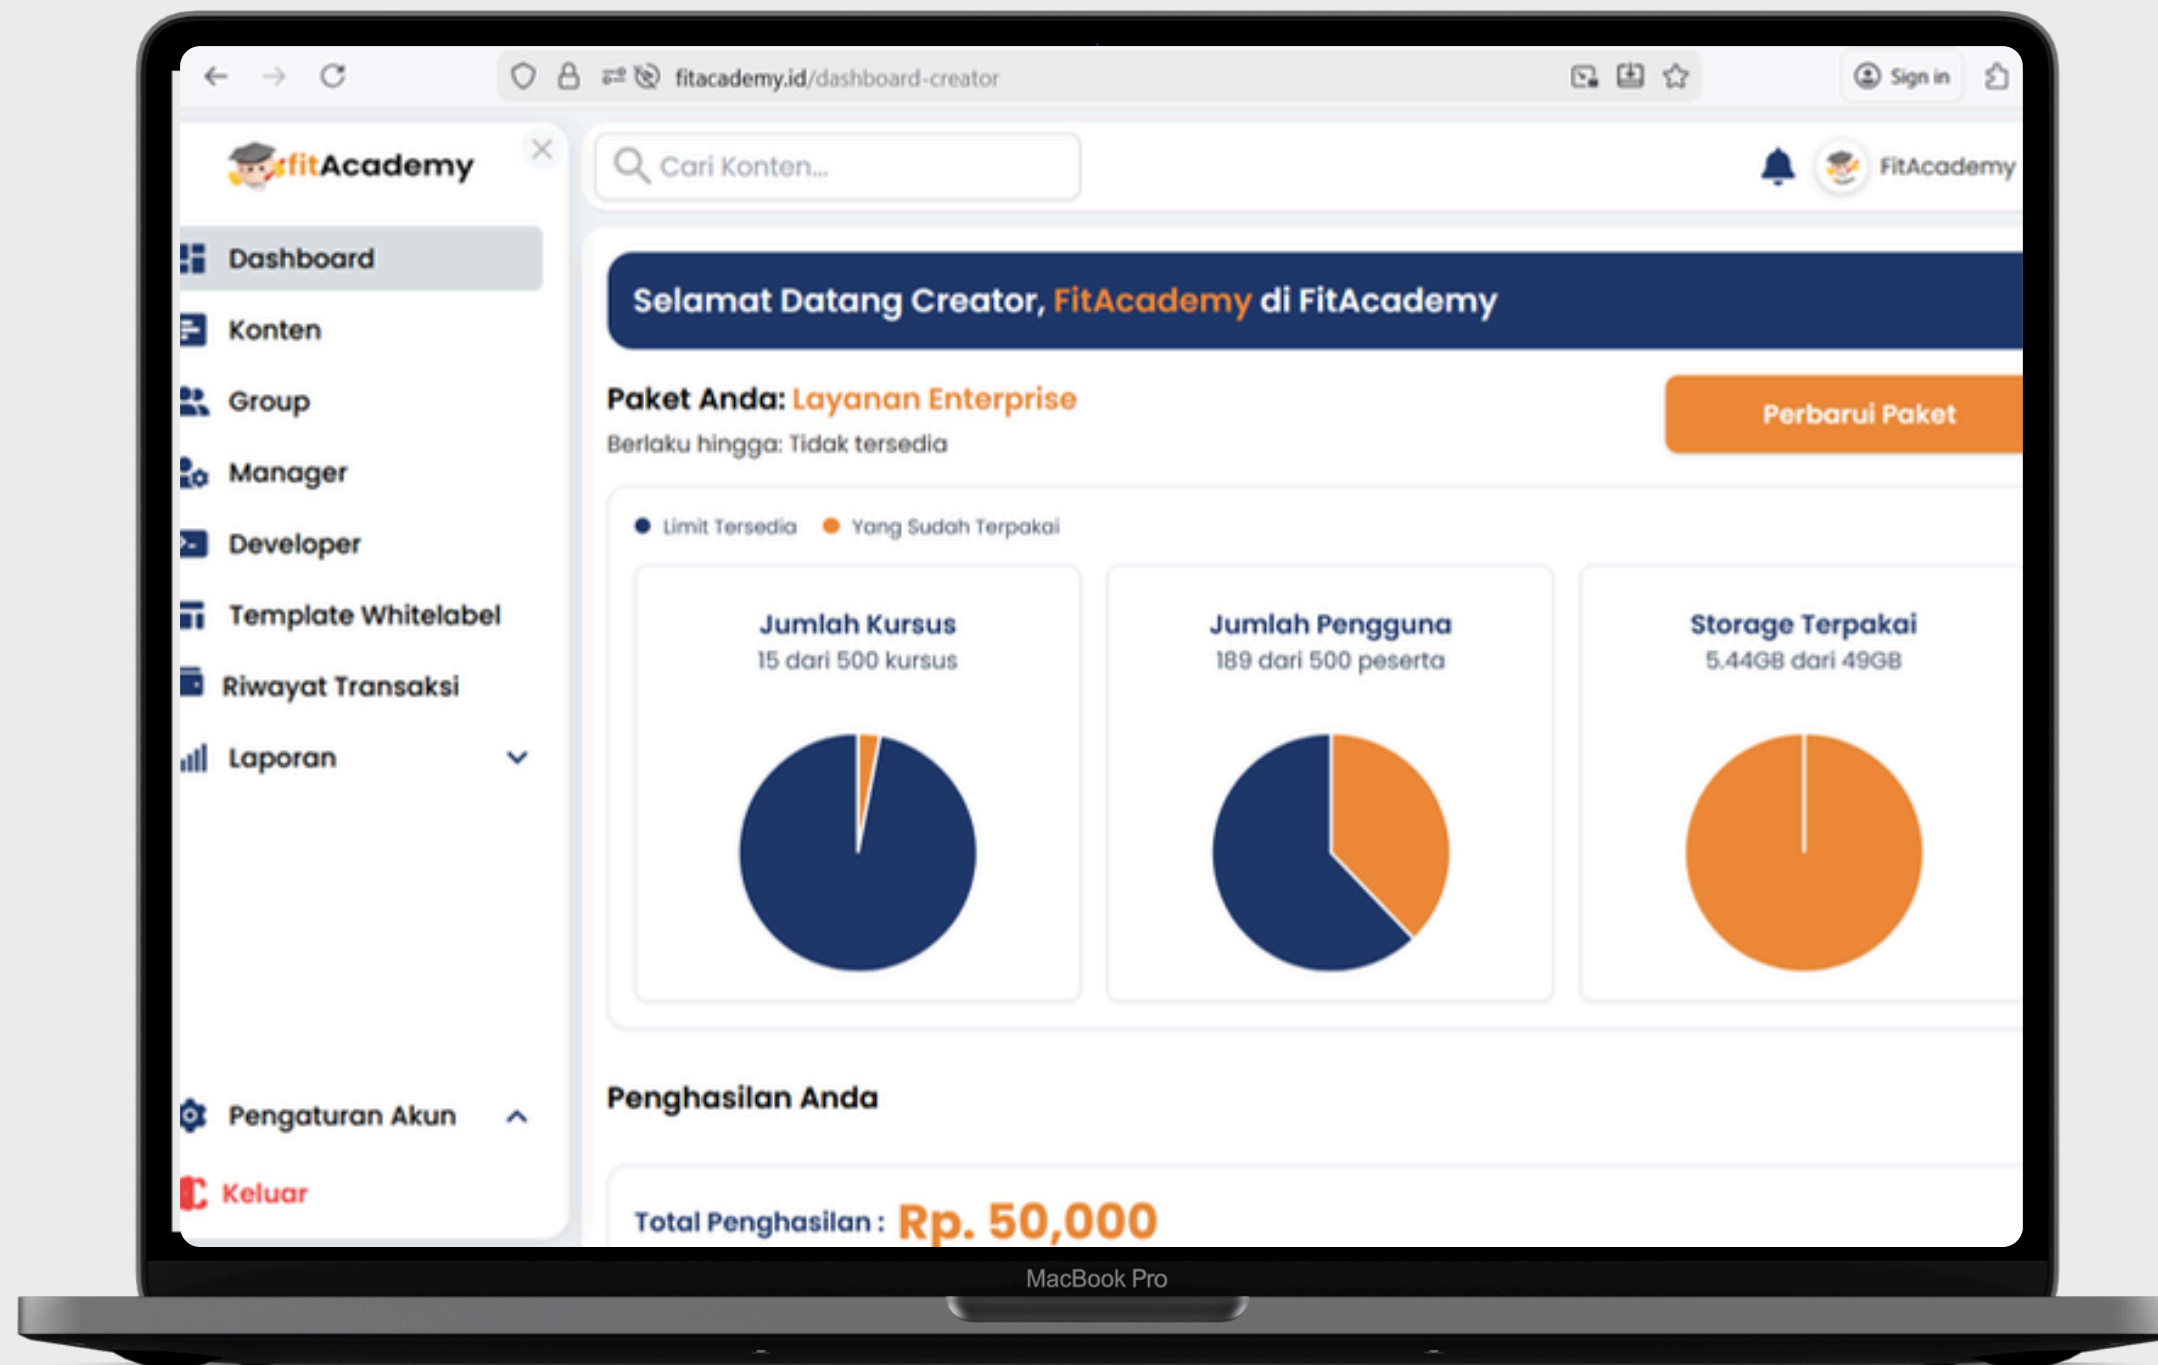 fitacademy.id/dashboard-creator
Sign in
fitAcademy
Cari Konten...
FitAcademy
Dashboard
Konten
Group
Manager
Developer
Template Whitelabel
Riwayat Transaksi
Laporan
Pengaturan Akun
Keluar
Selamat Datang Creator, FitAcademy di FitAcademy
Paket Anda: Layanan Enterprise
Berlaku hingga: Tidak tersedia
Perbarui Paket
Limit Tersedia
Yang Sudah Terpakai
Jumlah Kursus
15 dari 500 kursus
Jumlah Pengguna
189 dari 500 peserta
Storage Terpakai
5.44GB dari 49GB
Penghasilan Anda
Total Penghasilan : Rp. 50,000
MacBook Pro